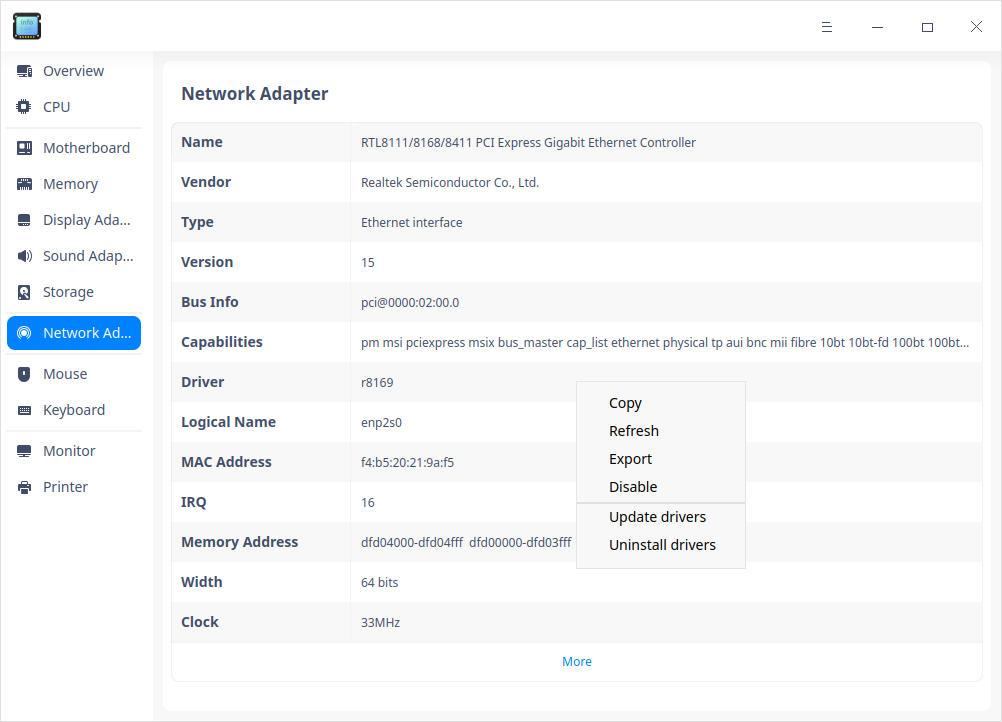 info
Overview
CPU
Motherboard
Memory
Display Ada...
Sound Adap...
Storage
Network Ad...
Mouse
Keyboard
Monitor
Printer
Network Adapter
Name RTL8111/8168/8411 PCI Express Gigabit Ethernet Controller
Vendor Realtek Semiconductor Co., Ltd.
Type Ethernet interface
Version 15
Bus Info pci@0000:02:00.0
Capabilities pm msi pciexpress msix bus_master cap_list ethernet physical tp aui bnc mii fibre 10bt 10bt-fd 100bt 100bt...
Driver r8169
Logical Name enp2s0
MAC Address f4:b5:20:21:9a:f5
IRQ 16
Memory Address dfd04000-dfd04fff dfd00000-dfd03fff
Width 64 bits
Clock 33MHz
More
Copy
Refresh
Export
Disable
Update drivers
Uninstall drivers